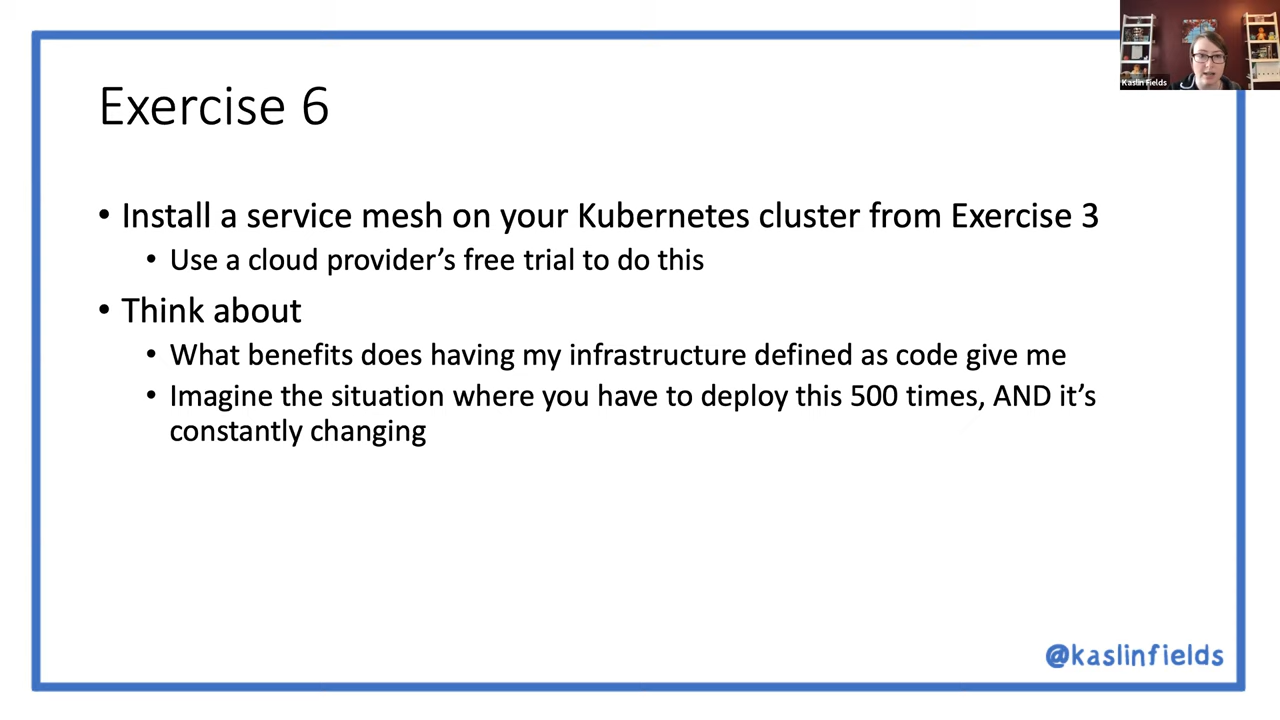 Kaslin Fields
Exercise 6
• Install a service mesh on your Kubernetes cluster from Exercise 3
• Use a cloud provider’s free trial to do this
• Think about
• What benefits does having my infrastructure defined as code give me
• Imagine the situation where you have to deploy this 500 times, AND it’s
constantly changing
@kaslinfields